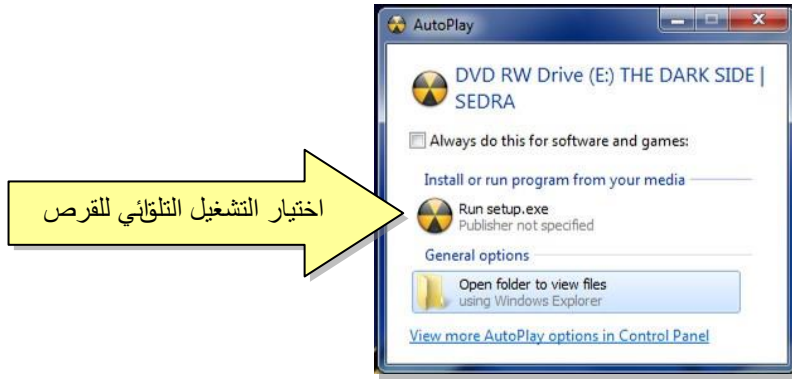 AutoPlay
DVD RW Drive (E:) THE DARK SIDE |
SEDRA
Always do this for software and games:
Install or run program from your media
Run setup.exe
Publisher not specified
General options
Open folder to view files
using Windows Explorer
View more AutoPlay options in Control Panel
اختيار التشغيل التلقائي للقرص